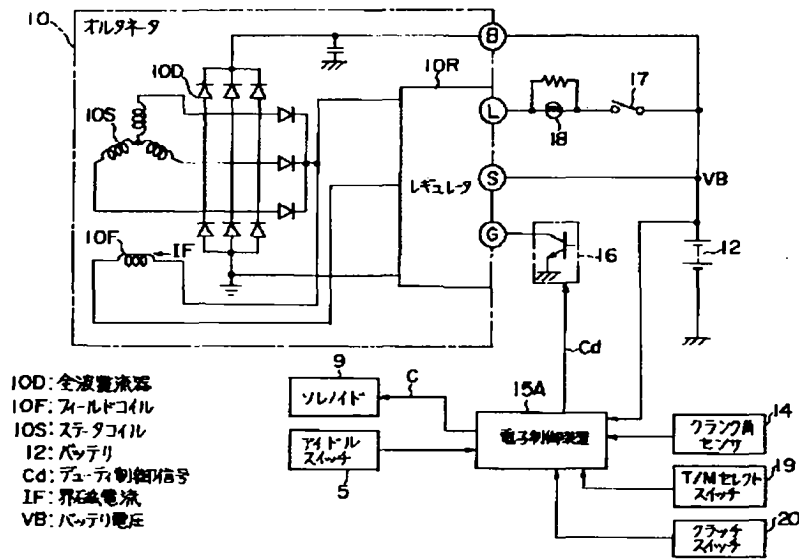 10
オルタネータ
B
10D
10R
17
10S
L
18
レギュレータ
S
VB
10F
IF
G
16
12
Cd
9
C
15A
ソレノイド
14
電子制御装置
クランク角
センサ
アイドル
スイッチ
5
19
T/Mセレクト
スイッチ
20
クラッチ
スイッチ
10D:全波整流器
10F:フィールドコイル
10S:ステータコイル
12:バッテリ
Cd:デューティ制御信号
IF:界磁電流
VB:バッテリ電圧